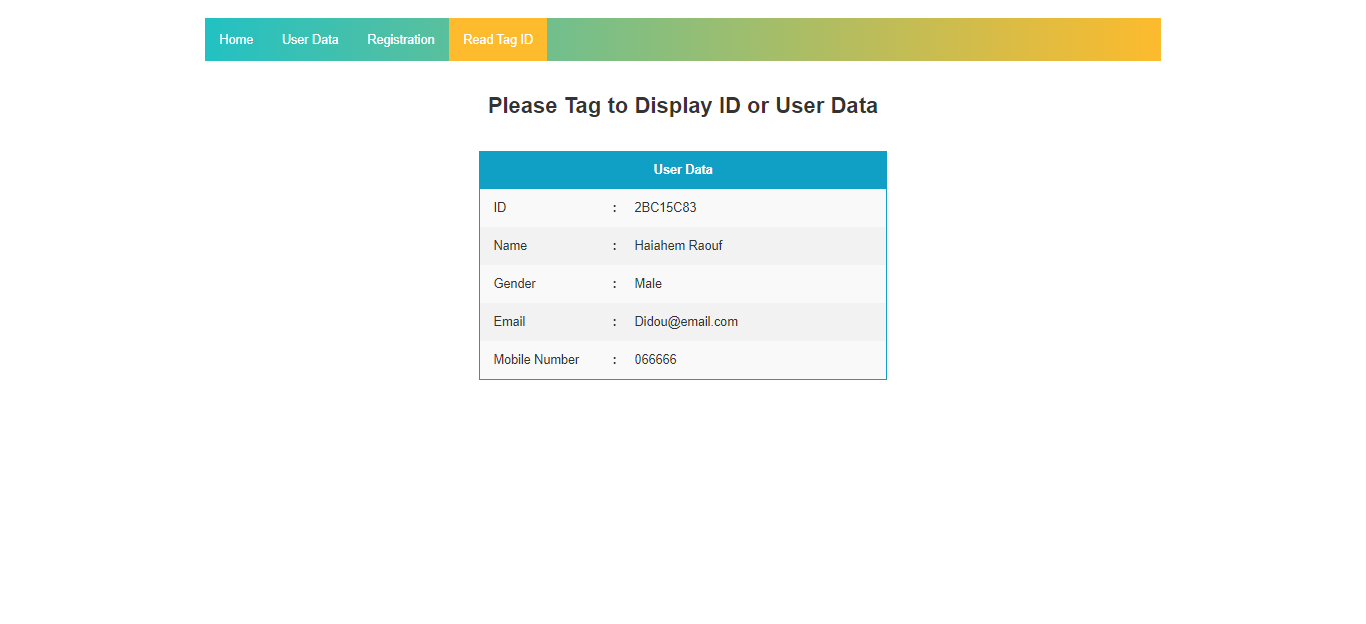 Home User Data Registration Read Tag ID
Please Tag to Display ID or User Data
User Data
ID : 2BC15C83
Name : Haiahem Raouf
Gender : Male
Email : Didou@email.com
Mobile Number : 066666